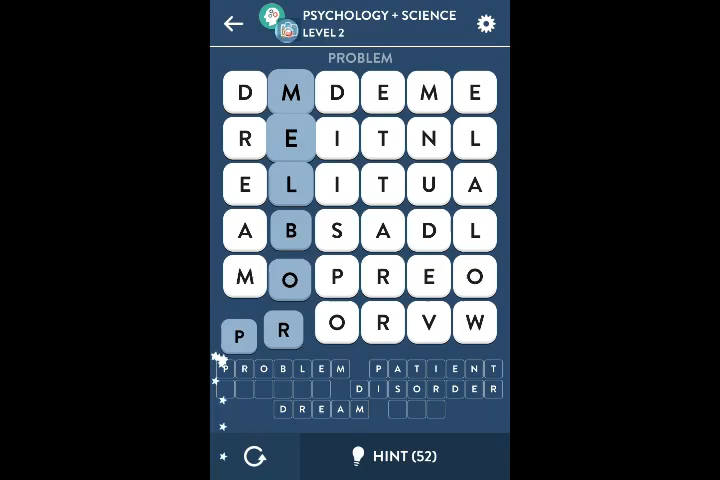 PSYCHOLOGY + SCIENCE
LEVEL 2
PROBLEM
D M D E M E
R E I T N L
E L I T U A
A B S A D L
M O P R E O
P R O R V W
PROBLEM PATIENT
DISORDER
DREAM
HINT (52)